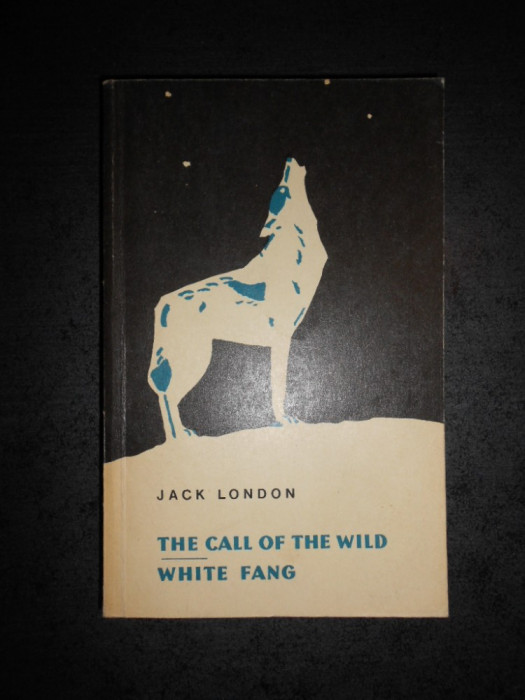 JACK LONDON
THE CALL OF THE WILD
WHITE FANG